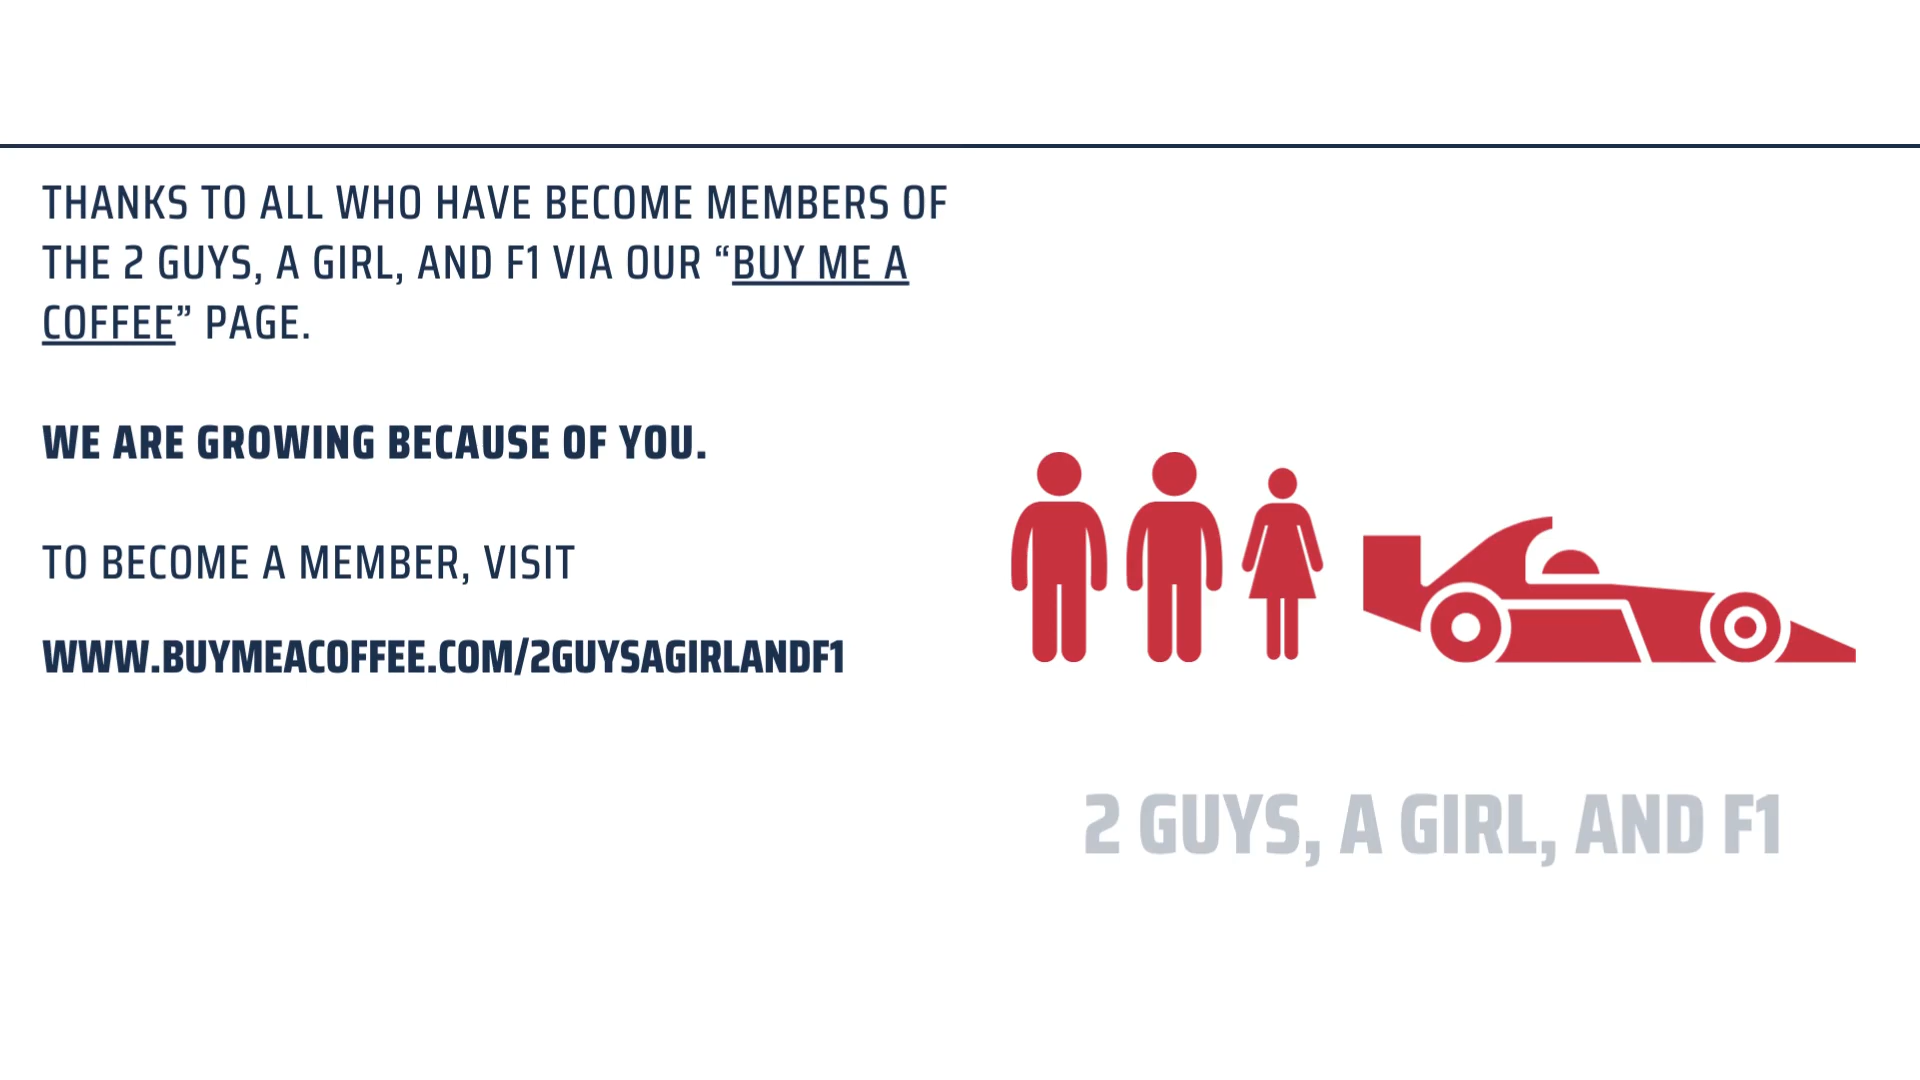 THANKS TO ALL WHO HAVE BECOME MEMBERS OF
THE 2 GUYS, A GIRL, AND F1 VIA OUR “BUY ME A
COFFEE” PAGE.
WE ARE GROWING BECAUSE OF YOU.
TO BECOME A MEMBER, VISIT
WWW.BUYMEACOFFEE.COM/2GUYSAGIRLANDF1
2 GUYS, A GIRL, AND F1